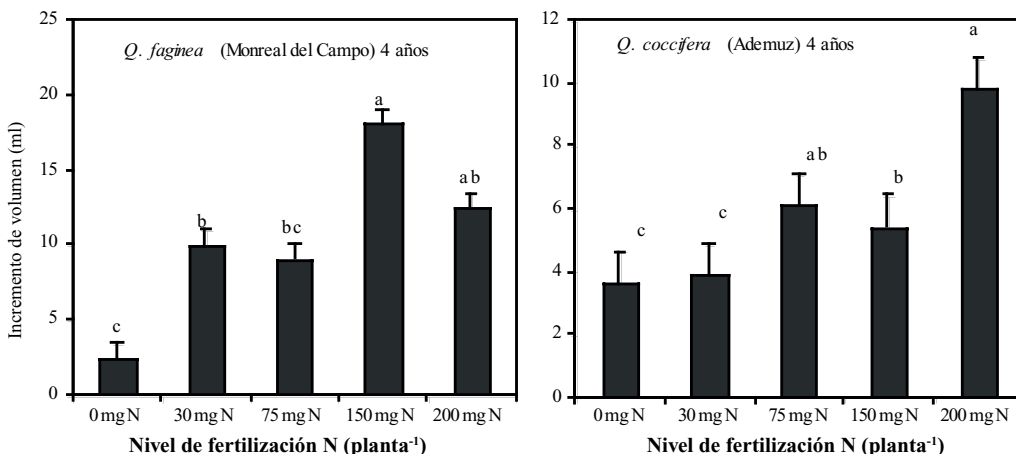 Incremento de volumen (ml)
25
20
15
10
5
0
Q. faginea (Monreal del Campo) 4 años
c
b
bc
a
ab
0 mg N 30 mg N 75 mg N 150 mg N 200 mg N
Nivel de fertilización N (planta-1)
12
10
8
6
4
2
0
Q. coccifera (Ademuz) 4 años
c
c
ab
b
a
0 mg N 30 mg N 75 mg N 150 mg N 200 mg N
Nivel de fertilización N (planta-1)